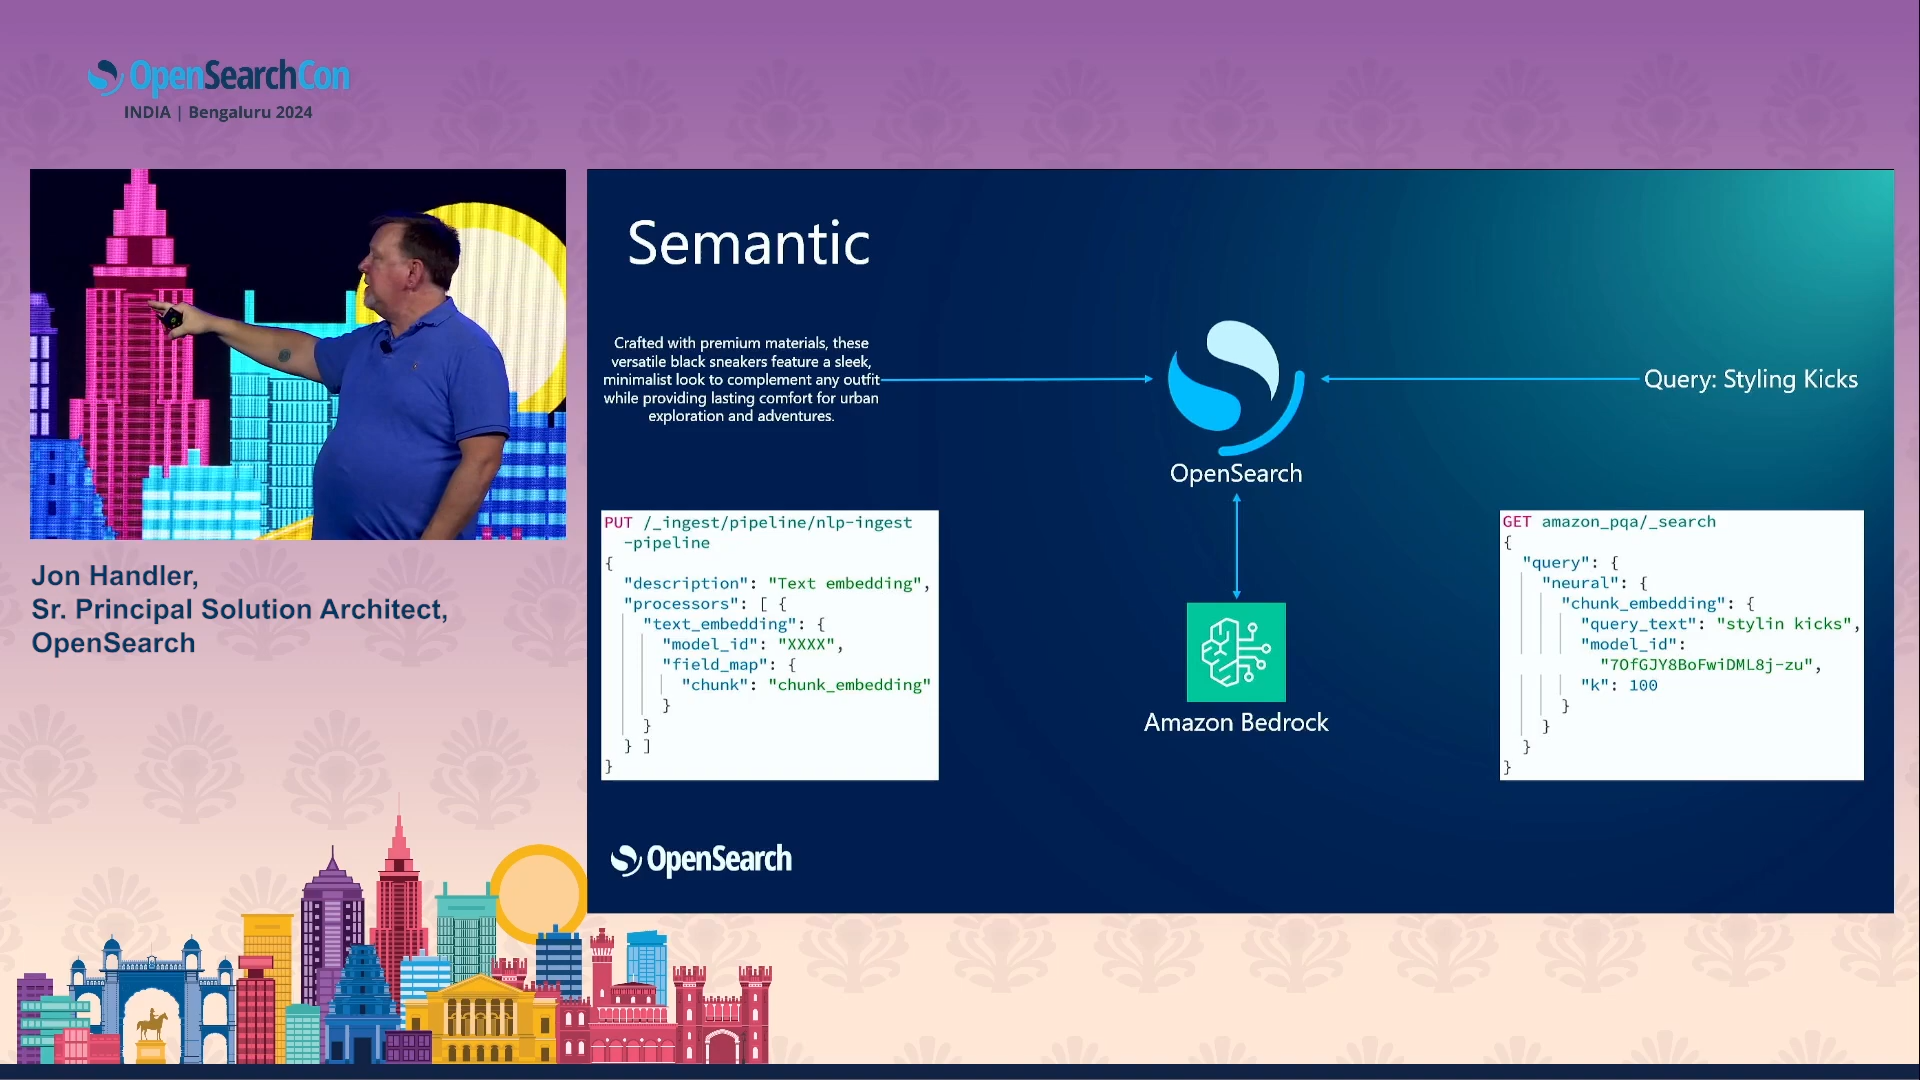 OpenSearchCon
INDIA | Bengaluru 2024
Jon Handler,
Sr. Principal Solution Architect,
OpenSearch
Semantic
Crafted with premium materials, these
versatile black sneakers feature a sleek,
minimalist look to complement any outfit
while providing lasting comfort for urban
exploration and adventures.
OpenSearch
Query: Styling Kicks
PUT /_ingest/pipeline/nlp-ingest
-pipeline
{
"description": "Text embedding",
"processors": [ {
"text_embedding": {
"model_id": "XXXX",
"field_map": {
"chunk": "chunk_embedding"
}
}
} ]
}
Amazon Bedrock
GET amazon_pqa/_search
{
"query": {
"neural": {
"chunk_embedding": {
"query_text": "stylin kicks",
"model_id":
"7OfGJY8BoFwiDML8j-zu",
"k": 100
}
}
}
}
OpenSearch